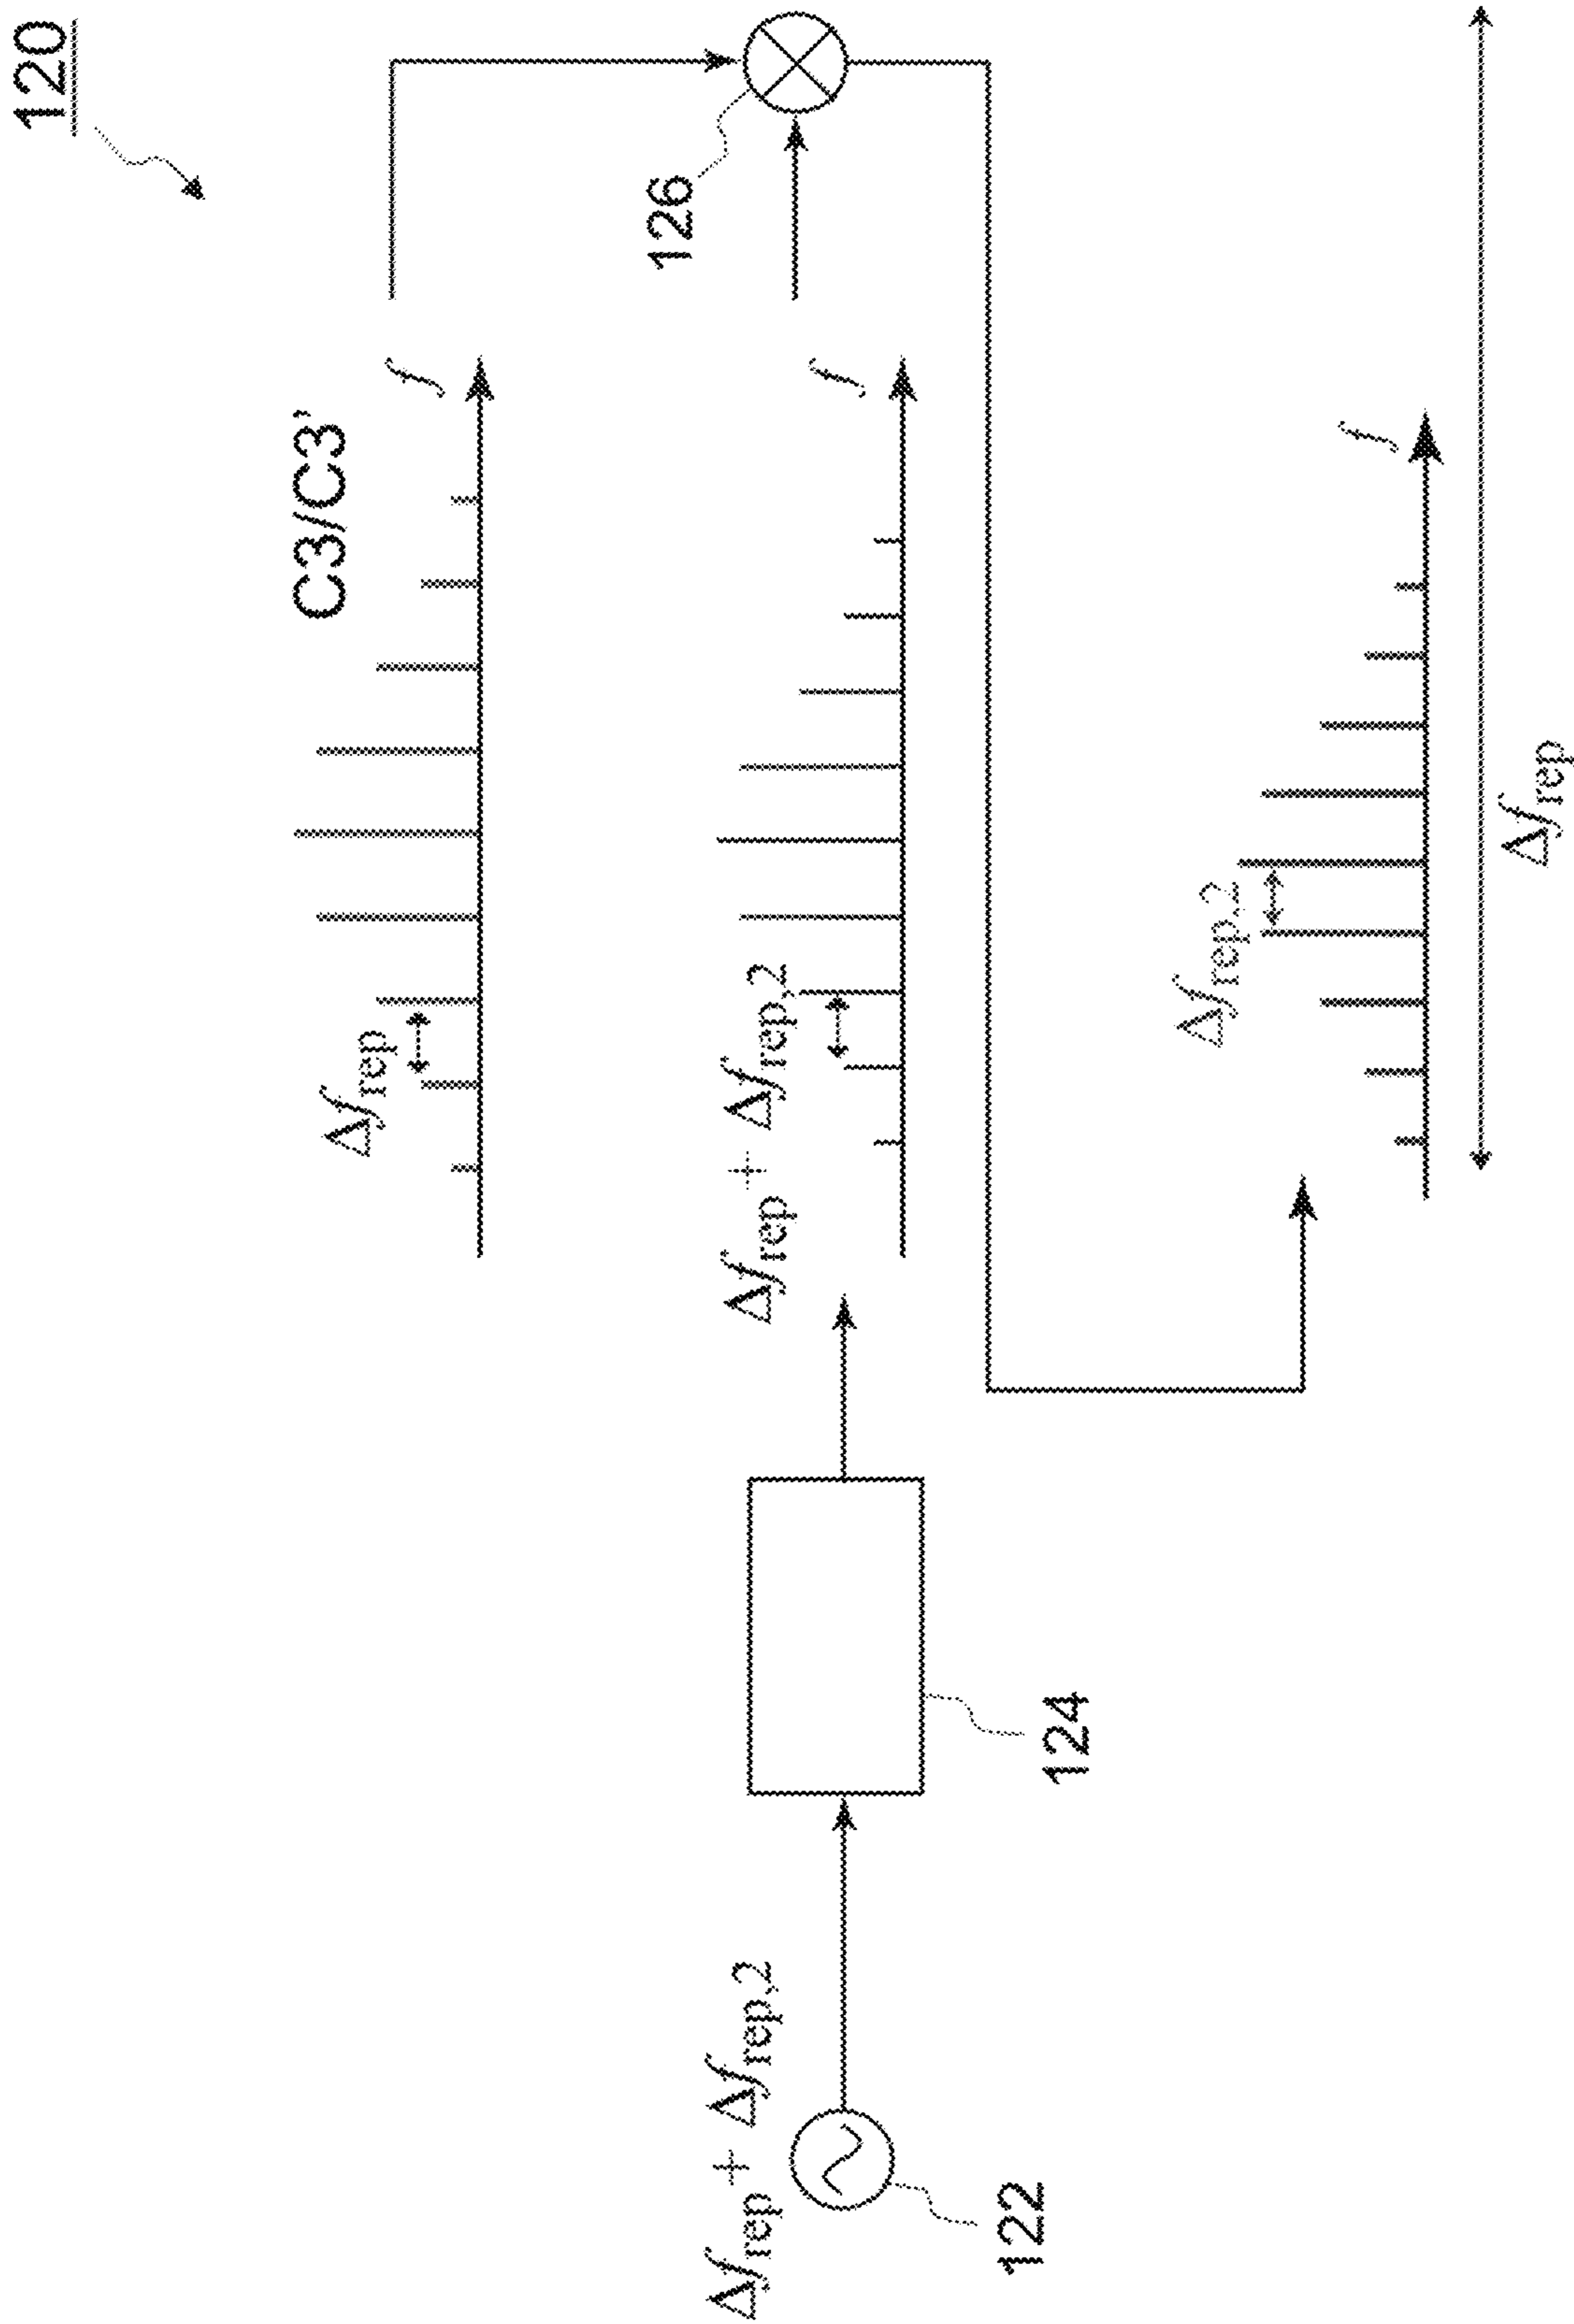 120
C3/C3'
f
Δf_rep
126
f
Δf_rep + Δf_rep,2
Δf_rep + Δf_rep,2
122
124
Δf_rep,2
f
Δf_rep